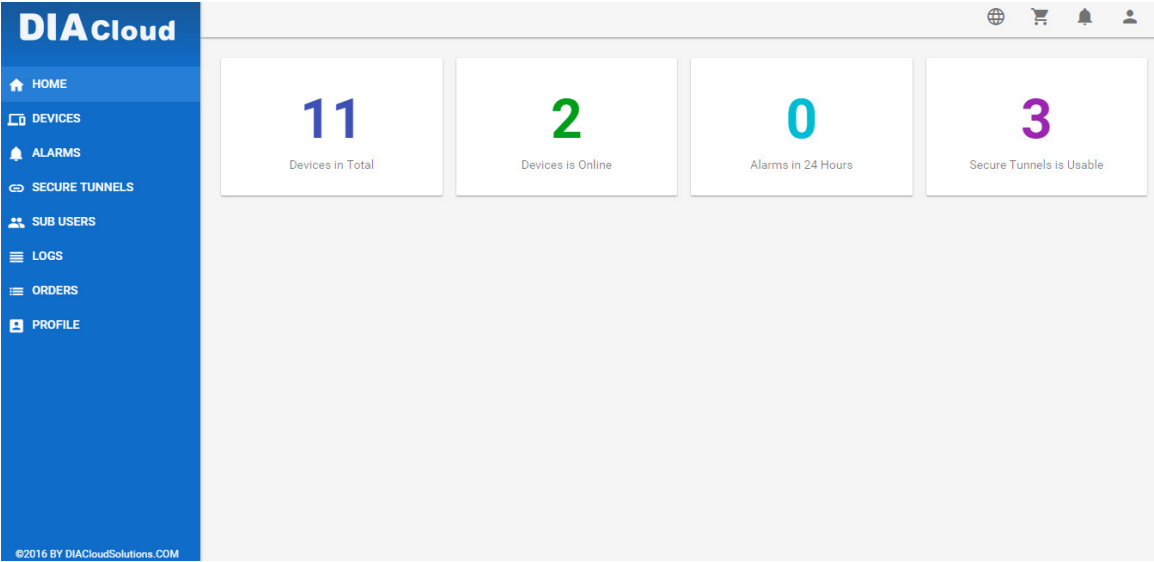 DIACloud
HOME
DEVICES
ALARMS
SECURE TUNNELS
SUB USERS
LOGS
ORDERS
PROFILE
©2016 BY DIACloudSolutions.COM
11
Devices in Total
2
Devices is Online
0
Alarms in 24 Hours
3
Secure Tunnels is Usable